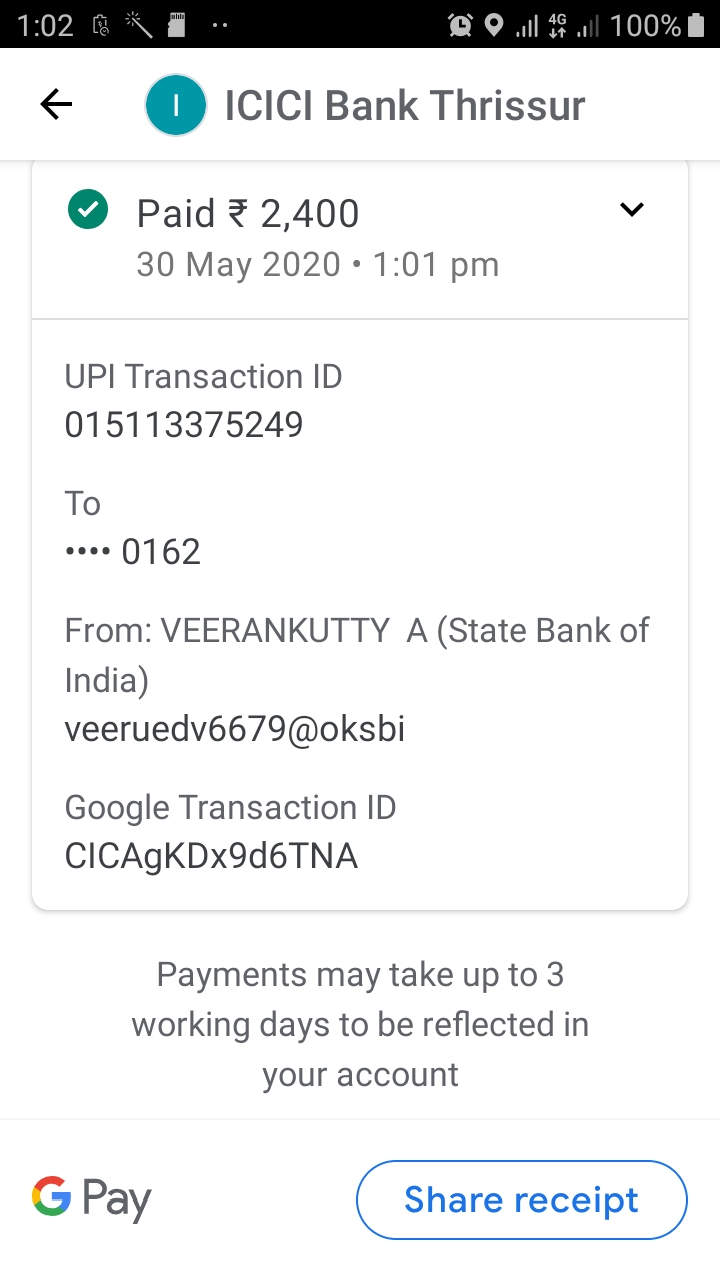 1:02 4G 100%
I ICICI Bank Thrissur
Paid ₹ 2,400
30 May 2020 • 1:01 pm
UPI Transaction ID
015113375249
To
•••• 0162
From: VEERANKUTTY  A (State Bank of
India)
veeruedv6679@oksbi
Google Transaction ID
CICAgKDx9d6TNA
Payments may take up to 3
working days to be reflected in
your account
G Pay Share receipt